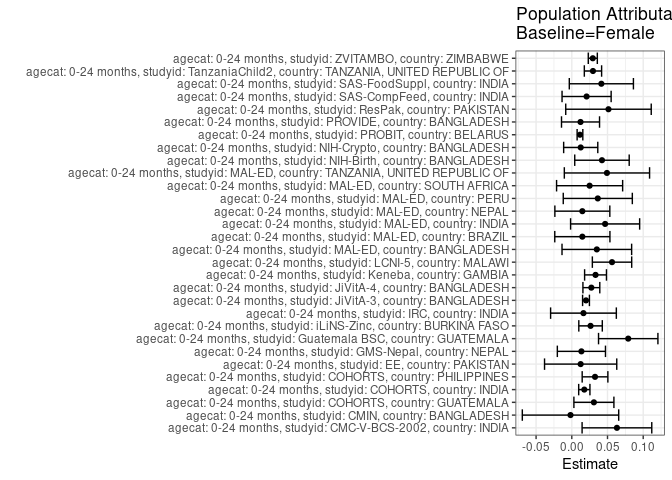 Population Attributa
Baseline=Female
agecat: 0-24 months, studyid: ZVITAMBO, country: ZIMBABWE
agecat: 0-24 months, studyid: TanzaniaChild2, country: TANZANIA, UNITED REPUBLIC OF
agecat: 0-24 months, studyid: SAS-FoodSuppl, country: INDIA
agecat: 0-24 months, studyid: SAS-CompFeed, country: INDIA
agecat: 0-24 months, studyid: ResPak, country: PAKISTAN
agecat: 0-24 months, studyid: PROVIDE, country: BANGLADESH
agecat: 0-24 months, studyid: PROBIT, country: BELARUS
agecat: 0-24 months, studyid: NIH-Crypto, country: BANGLADESH
agecat: 0-24 months, studyid: NIH-Birth, country: BANGLADESH
agecat: 0-24 months, studyid: MAL-ED, country: TANZANIA, UNITED REPUBLIC OF
agecat: 0-24 months, studyid: MAL-ED, country: SOUTH AFRICA
agecat: 0-24 months, studyid: MAL-ED, country: PERU
agecat: 0-24 months, studyid: MAL-ED, country: NEPAL
agecat: 0-24 months, studyid: MAL-ED, country: INDIA
agecat: 0-24 months, studyid: MAL-ED, country: BRAZIL
agecat: 0-24 months, studyid: MAL-ED, country: BANGLADESH
agecat: 0-24 months, studyid: LCNI-5, country: MALAWI
agecat: 0-24 months, studyid: Keneba, country: GAMBIA
agecat: 0-24 months, studyid: JiVitA-4, country: BANGLADESH
agecat: 0-24 months, studyid: JiVitA-3, country: BANGLADESH
agecat: 0-24 months, studyid: IRC, country: INDIA
agecat: 0-24 months, studyid: iLiNS-Zinc, country: BURKINA FASO
agecat: 0-24 months, studyid: Guatemala BSC, country: GUATEMALA
agecat: 0-24 months, studyid: GMS-Nepal, country: NEPAL
agecat: 0-24 months, studyid: EE, country: PAKISTAN
agecat: 0-24 months, studyid: COHORTS, country: PHILIPPINES
agecat: 0-24 months, studyid: COHORTS, country: INDIA
agecat: 0-24 months, studyid: COHORTS, country: GUATEMALA
agecat: 0-24 months, studyid: CMIN, country: BANGLADESH
agecat: 0-24 months, studyid: CMC-V-BCS-2002, country: INDIA
-0.05 0.00 0.05 0.10
Estimate